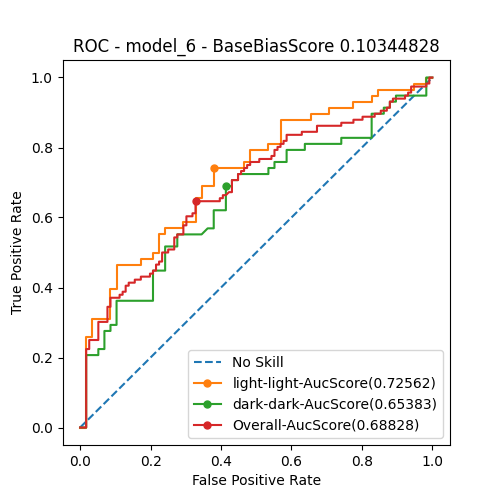 ROC - model_6 - BaseBiasScore 0.10344828
True Positive Rate
1.0
0.8
0.6
0.4
0.2
0.0
No Skill
light-light-AucScore(0.72562)
dark-dark-AucScore(0.65383)
Overall-AucScore(0.68828)
0.0 0.2 0.4 0.6 0.8 1.0
False Positive Rate